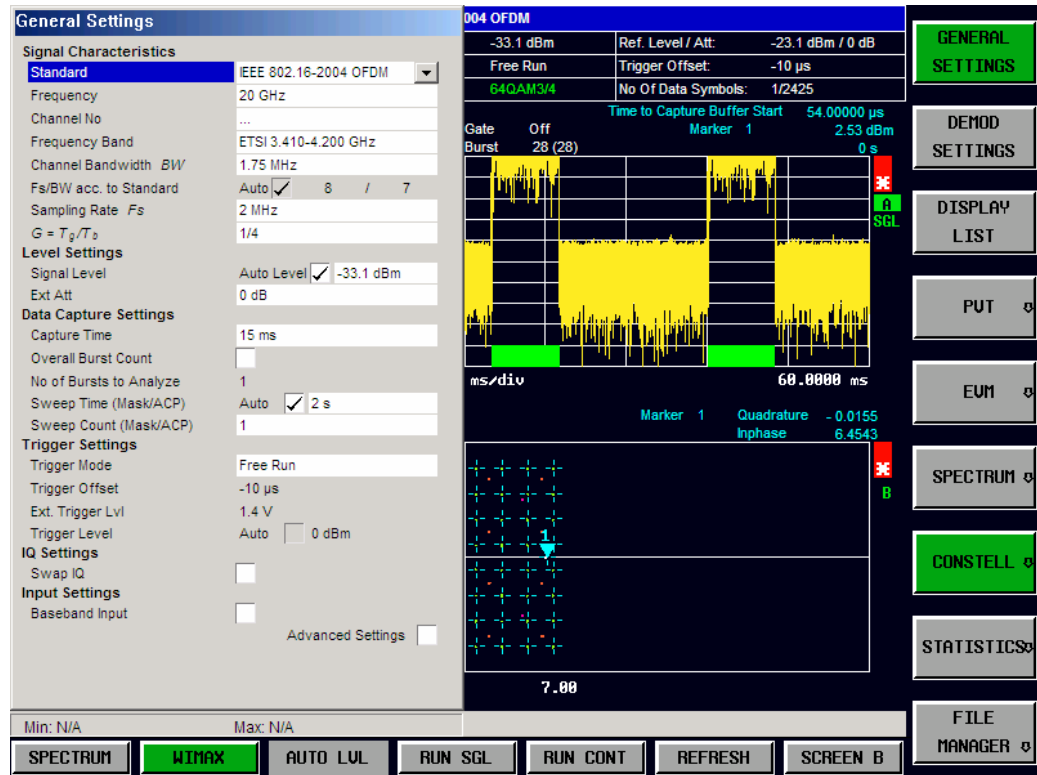 General Settings
Signal Characteristics
Standard IEEE 802.16-2004 OFDM
Frequency 20 GHz
Channel No ...
Frequency Band ETSI 3.410-4.200 GHz
Channel Bandwidth BW 1.75 MHz
Fs/BW acc. to Standard Auto 8 / 7
Sampling Rate Fs 2 MHz
G = Tg/Tb 1/4
Level Settings
Signal Level Auto Level -33.1 dBm
Ext Att 0 dB
Data Capture Settings
Capture Time 15 ms
Overall Burst Count
No of Bursts to Analyze 1
Sweep Time (Mask/ACP) Auto 2 s
Sweep Count (Mask/ACP) 1
Trigger Settings
Trigger Mode Free Run
Trigger Offset -10 µs
Ext. Trigger Lvl 1.4 V
Trigger Level Auto 0 dBm
IQ Settings
Swap IQ
Input Settings
Baseband Input
Advanced Settings
Min: N/A Max: N/A
004 OFDM
-33.1 dBm Ref. Level / Att: -23.1 dBm / 0 dB
Free Run Trigger Offset: -10 µs
64QAM3/4 No Of Data Symbols: 1/2425
Time to Capture Buffer Start 54.00000 µs
Gate Off Marker 1 2.53 dBm
Burst 28 (28) 0 s
A
SGL
ms/div 60.0000 ms
Marker 1 Quadrature - 0.0155
Inphase 6.4543
B
1
7.00
GENERAL
SETTINGS
DEMOD
SETTINGS
DISPLAY
LIST
PVT
EVM
SPECTRUM
CONSTELL
STATISTICS
FILE
MANAGER
SPECTRUM WIMAX AUTO LVL RUN SGL RUN CONT REFRESH SCREEN B